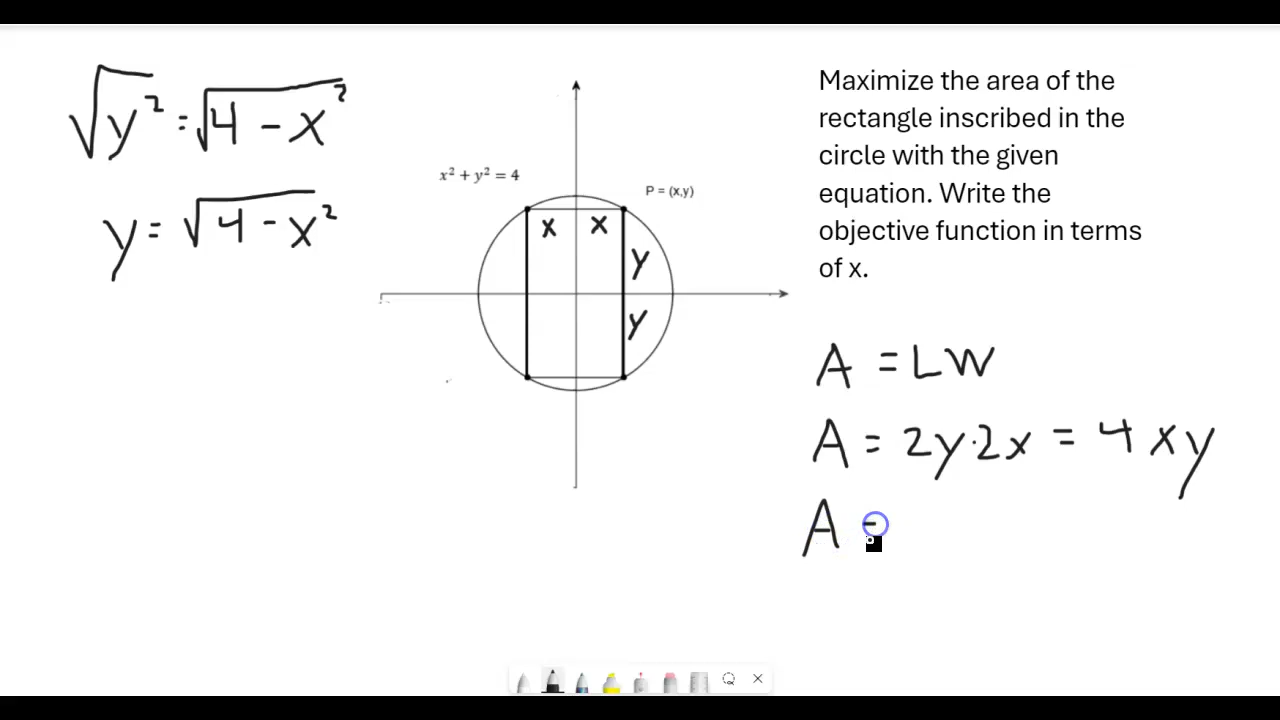 √y² = √4 - x²
y = √4 - x²
x² + y² = 4
P = (x,y)
x x
y
y
Maximize the area of the
rectangle inscribed in the
circle with the given
equation. Write the
objective function in terms
of x.
A = LW
A = 2y·2x = 4xy
A -